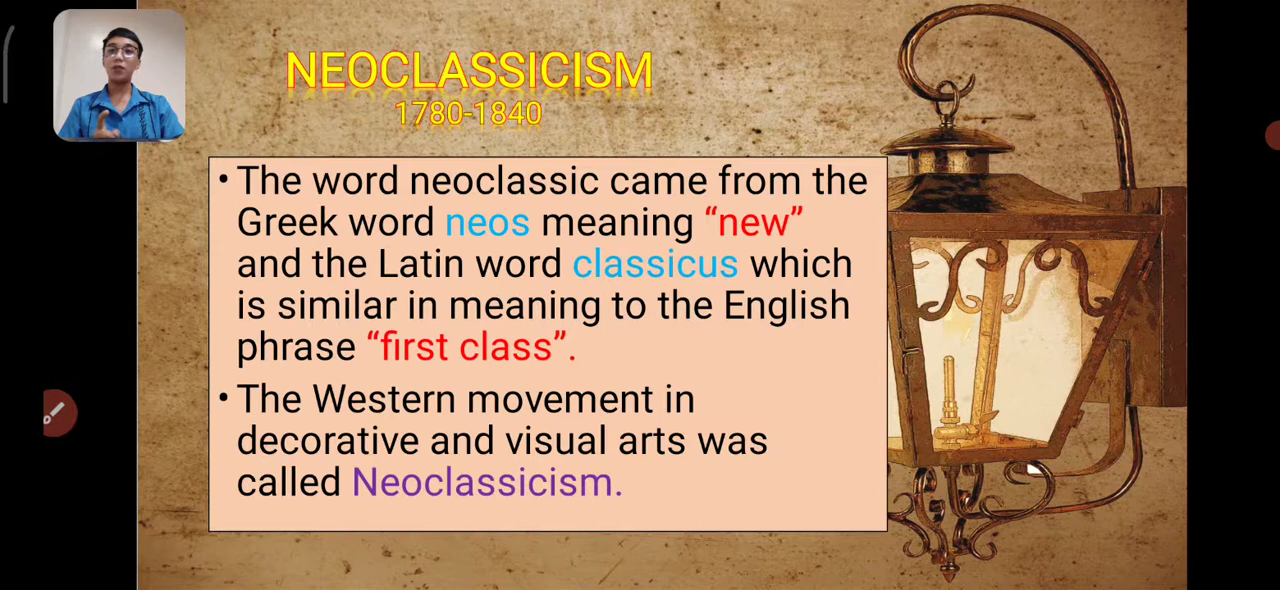 NEOCLASSICISM
1780-1840
• The word neoclassic came from the
Greek word neos meaning “new”
and the Latin word classicus which
is similar in meaning to the English
phrase “first class”.
• The Western movement in
decorative and visual arts was
called Neoclassicism.